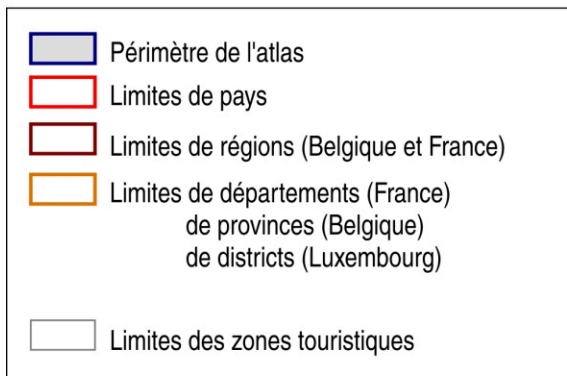 Périmètre de l'atlas
Limites de pays
Limites de régions (Belgique et France)
Limites de départements (France)
de provinces (Belgique)
de districts (Luxembourg)
Limites des zones touristiques